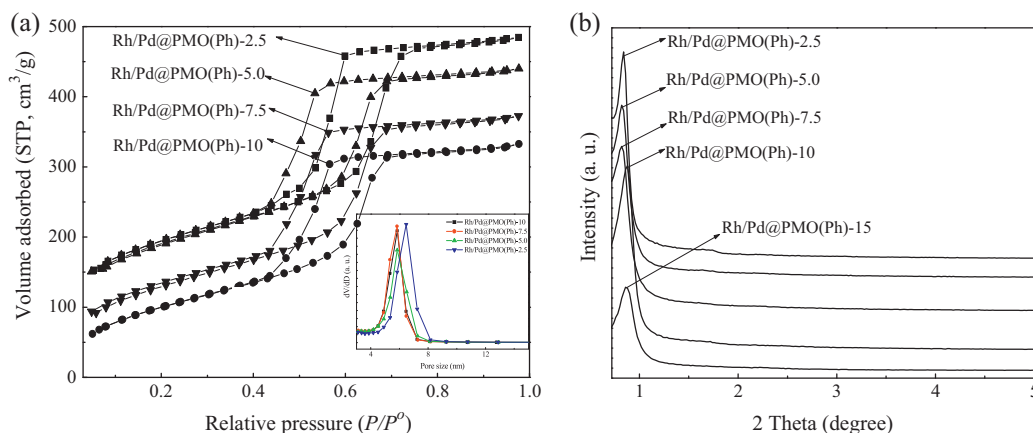 (a)
500
400
300
200
100
0
Volume adsorbed (STP, cm³/g)
Rh/Pd@PMO(Ph)-2.5
Rh/Pd@PMO(Ph)-5.0
Rh/Pd@PMO(Ph)-7.5
Rh/Pd@PMO(Ph)-10
0.0
0.2
0.4
0.6
0.8
1.0
Relative pressure (P/P⁰)
Rh/Pd@PMO(Ph)-10
Rh/Pd@PMO(Ph)-7.5
Rh/Pd@PMO(Ph)-5.0
Rh/Pd@PMO(Ph)-2.5
dV/dD (a. u.)
4
8
12
Pore size (nm)
(b)
Intensity (a. u.)
Rh/Pd@PMO(Ph)-2.5
Rh/Pd@PMO(Ph)-5.0
Rh/Pd@PMO(Ph)-7.5
Rh/Pd@PMO(Ph)-10
Rh/Pd@PMO(Ph)-15
1
2
3
4
5
2 Theta (degree)